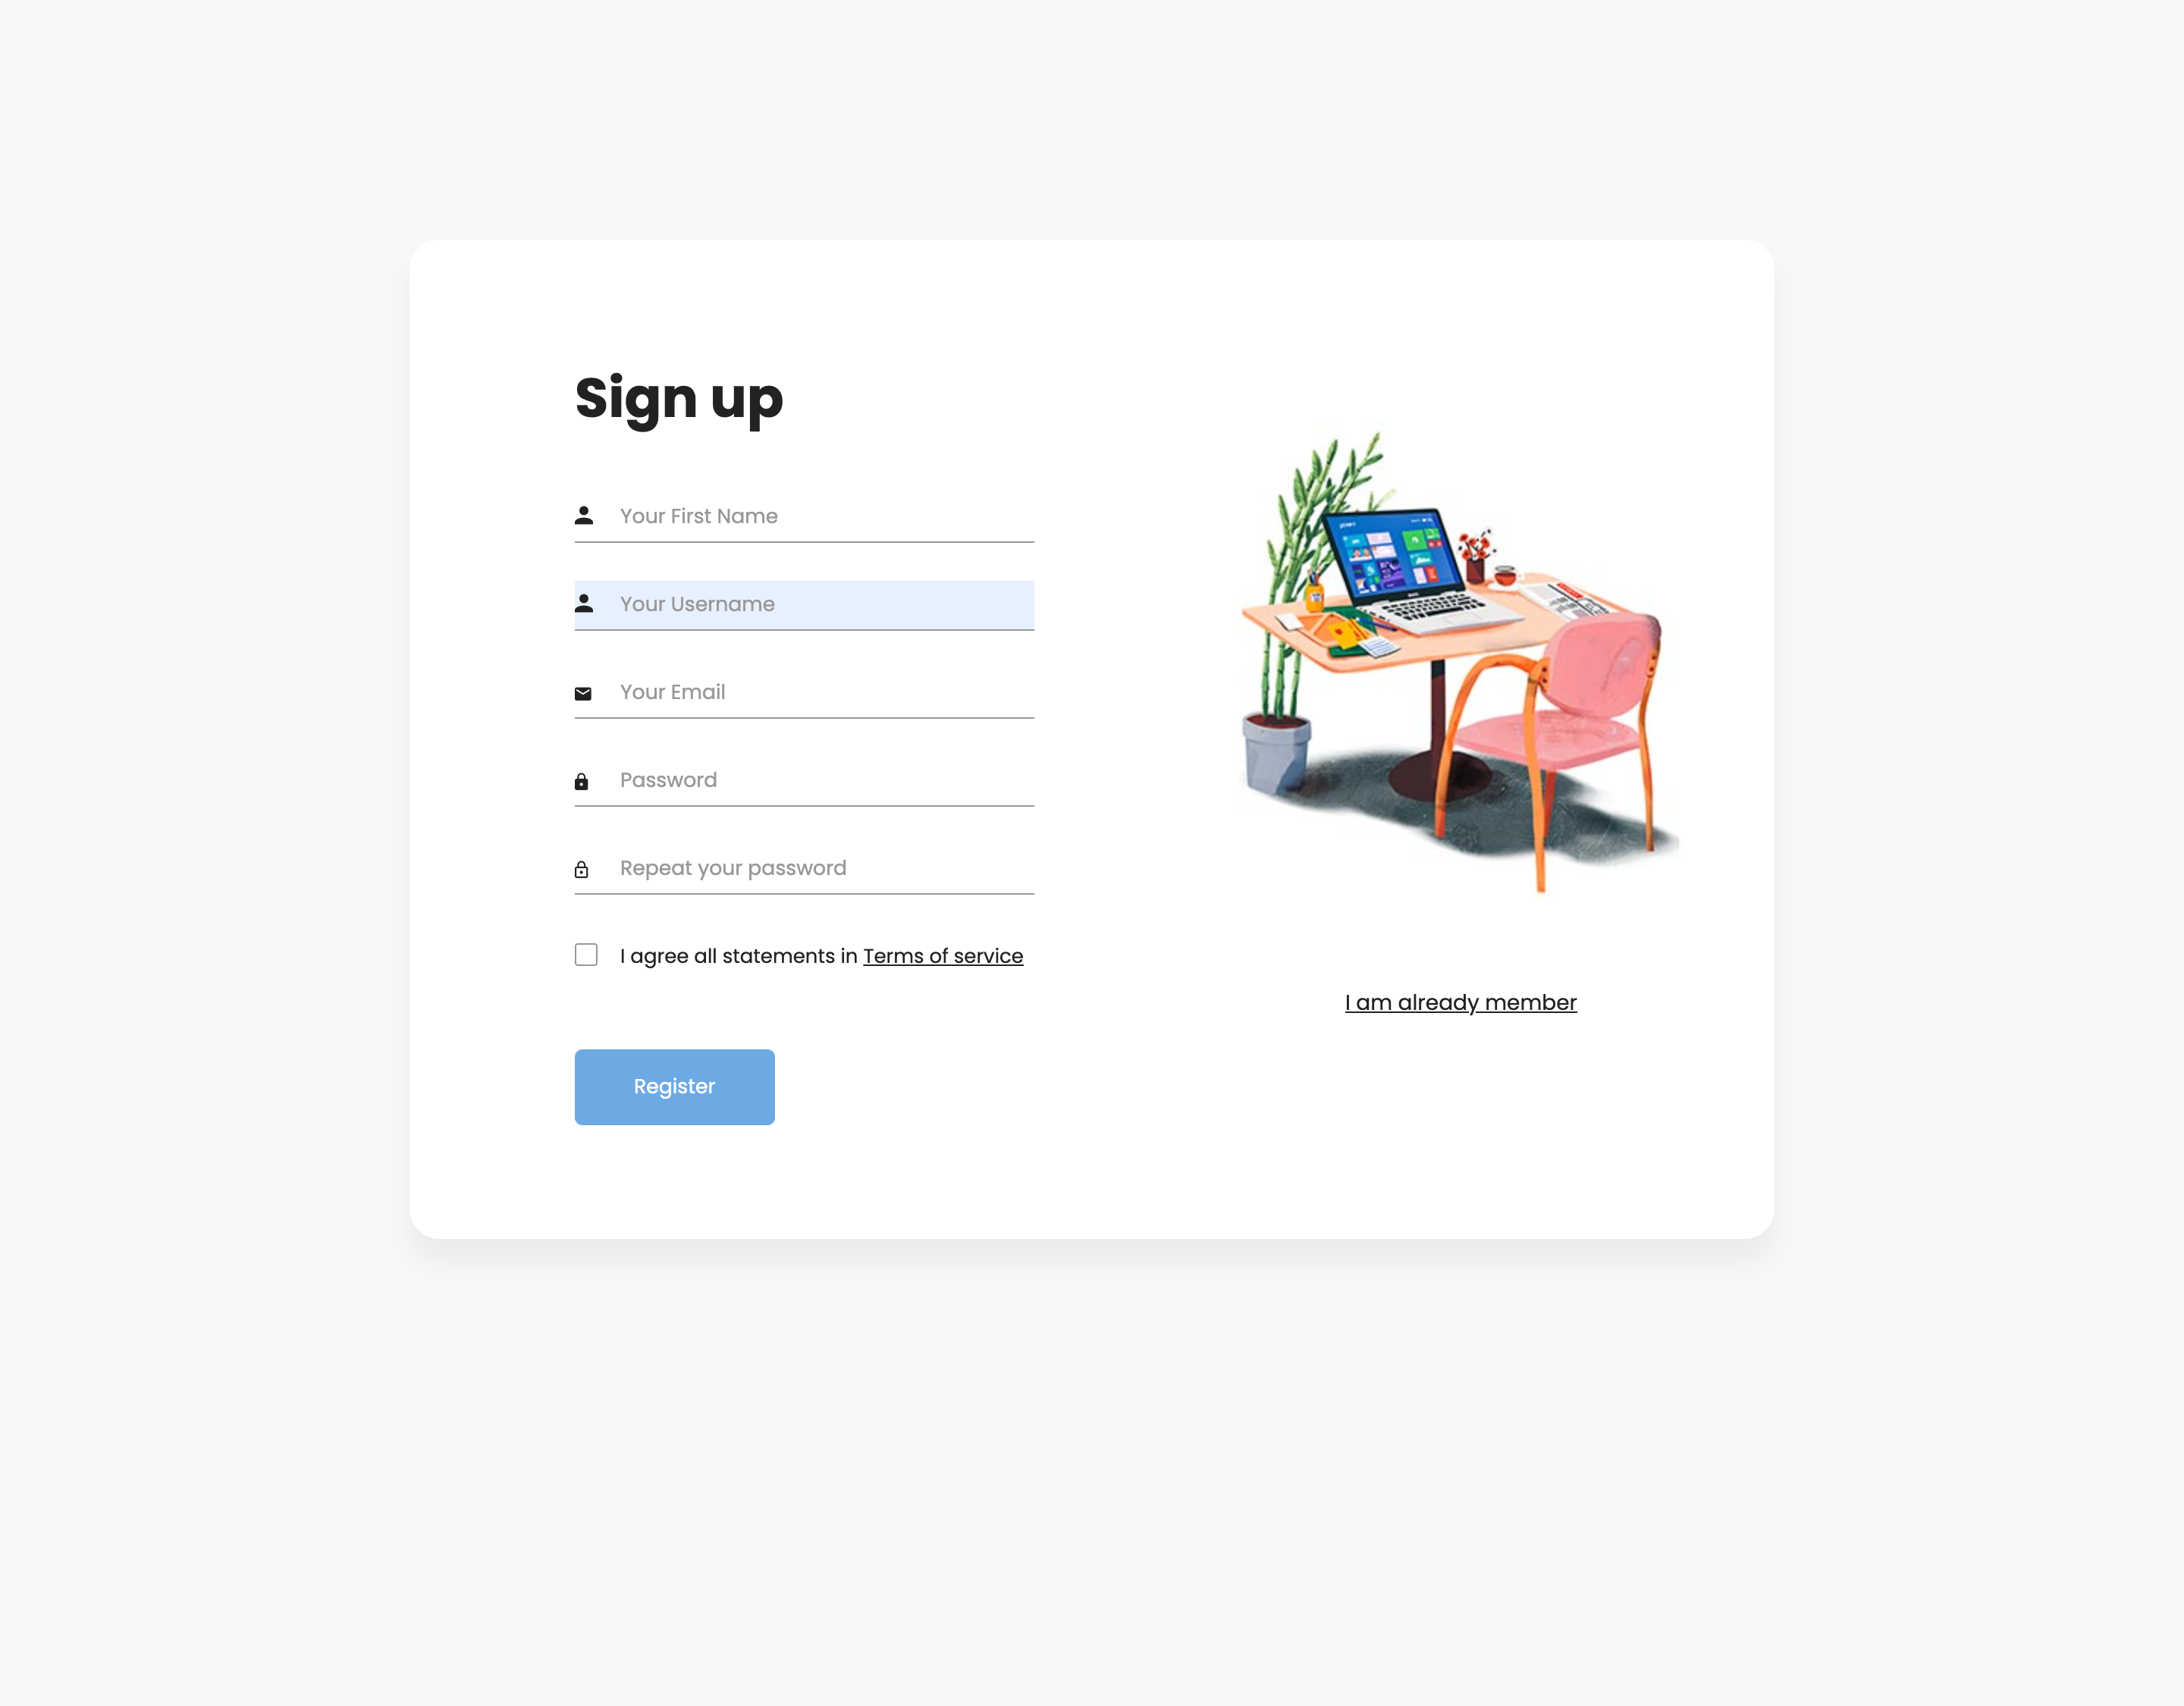 Sign up
Your First Name
Your Username
Your Email
Password
Repeat your password
I agree all statements in Terms of service
I am already member
Register